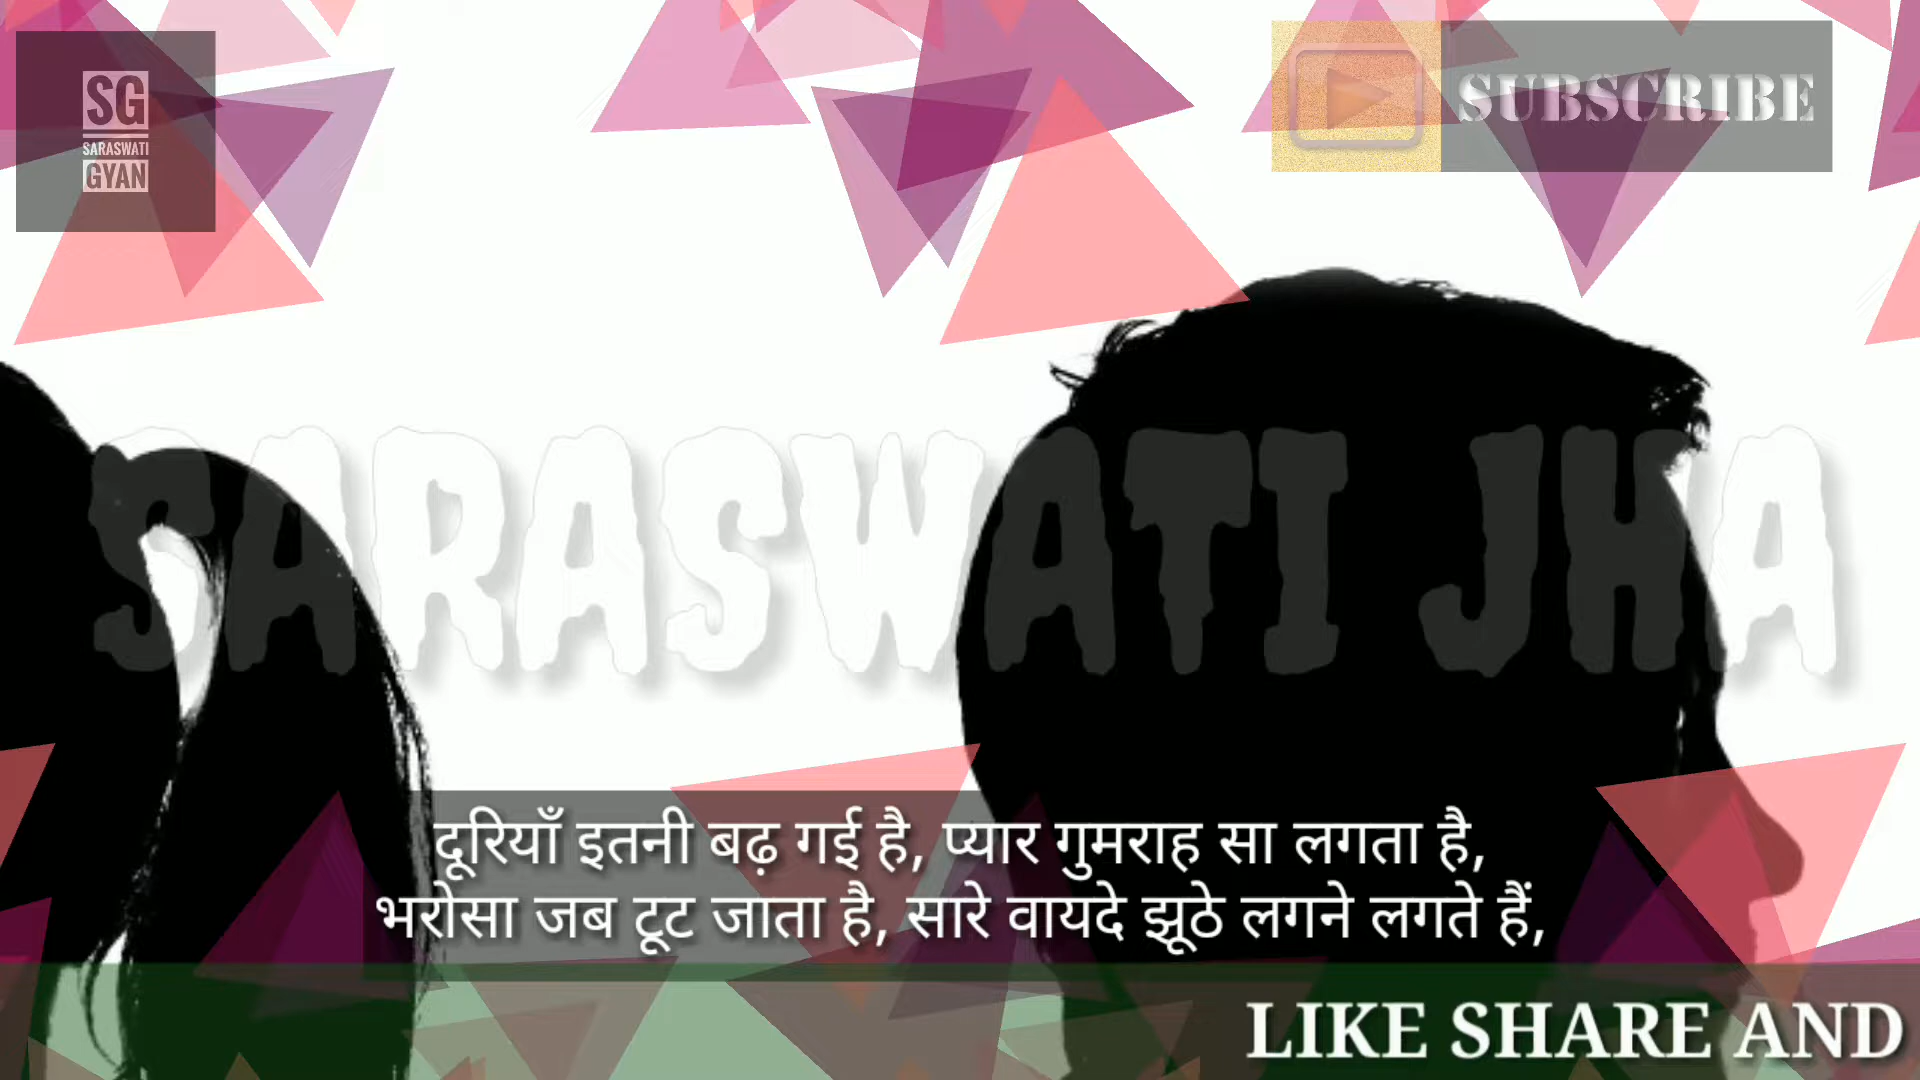 SG
SARASWATI
GYAN
SUBSCRIBE
SARASWATI JHA
दूरियाँ इतनी बढ़ गई है, प्यार गुमराह सा लगता है,
भरोसा जब टूट जाता है, सारे वायदे झूठे लगने लगते हैं,
LIKE SHARE AND